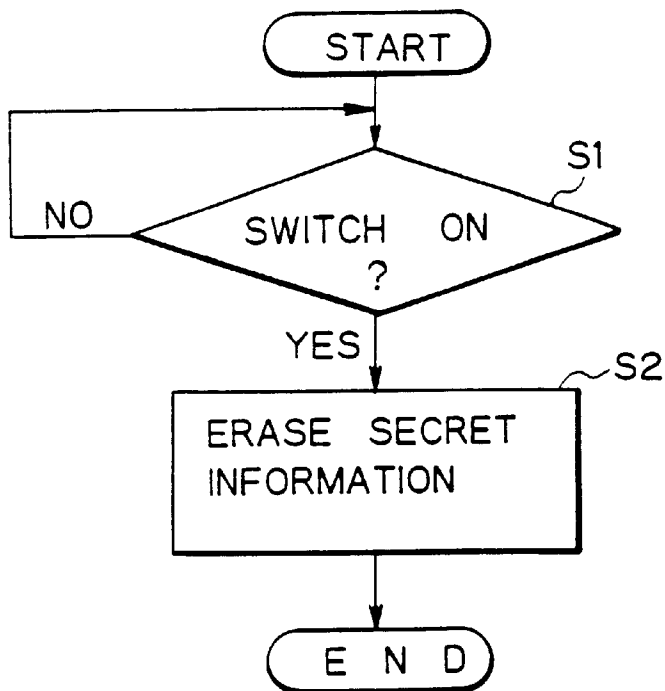 START
S1
NO
SWITCH ON
?
YES
S2
ERASE SECRET
INFORMATION
E N D